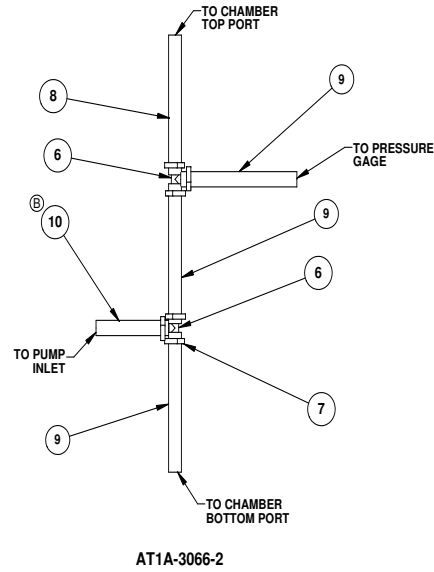 TO CHAMBER
TOP PORT
9
8
6
TO PRESSURE
GAGE
B
10
9
6
TO PUMP
INLET
7
9
TO CHAMBER
BOTTOM PORT
AT1A-3066-2